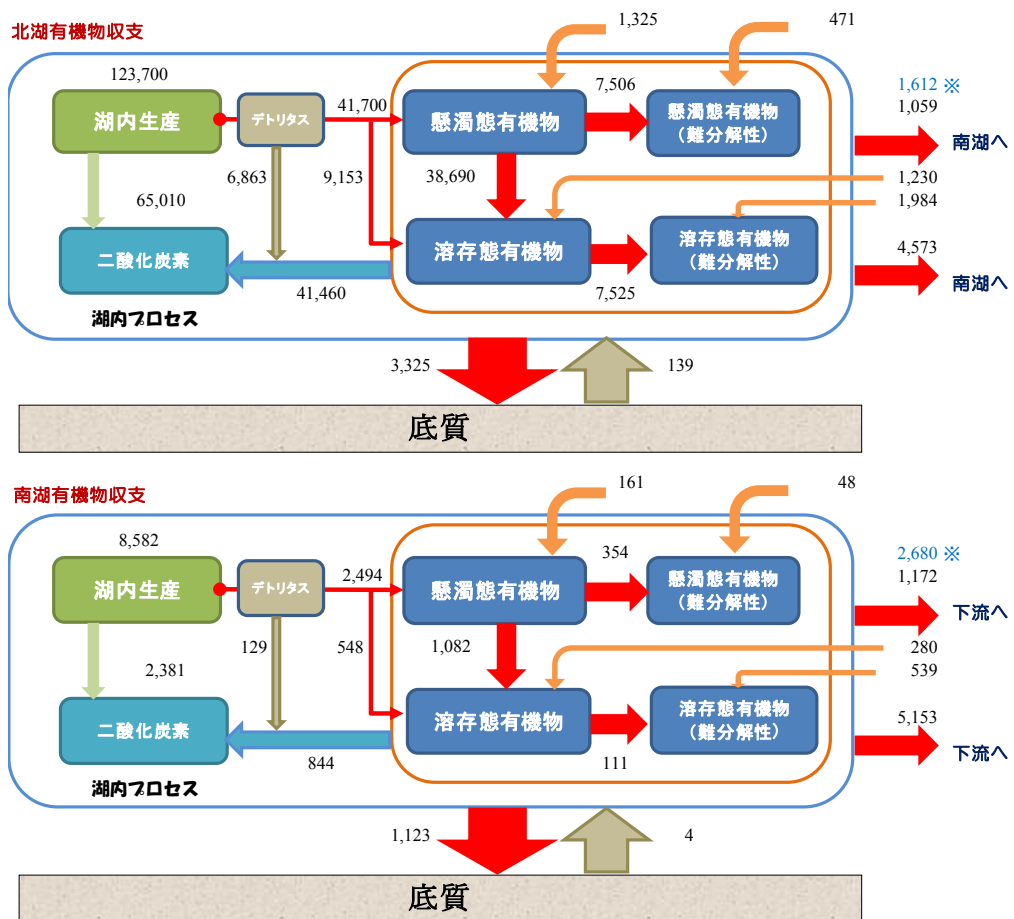 北湖有機物収支
1,325
471
123,700
湖内生産
デトリタス
41,700
懸濁態有機物
7,506
懸濁態有機物
(難分解性)
1,612 ※
1,059
南湖へ
6,863
9,153
38,690
1,230
65,010
1,984
二酸化炭素
溶存態有機物
溶存態有機物
(難分解性)
4,573
南湖へ
41,460
7,525
湖内プロセス
3,325
139
底質
南湖有機物収支
161
48
8,582
湖内生産
デトリタス
2,494
懸濁態有機物
354
懸濁態有機物
(難分解性)
2,680 ※
1,172
下流へ
129
548
1,082
280
2,381
539
二酸化炭素
溶存態有機物
溶存態有機物
(難分解性)
5,153
下流へ
844
111
湖内プロセス
1,123
4
底質